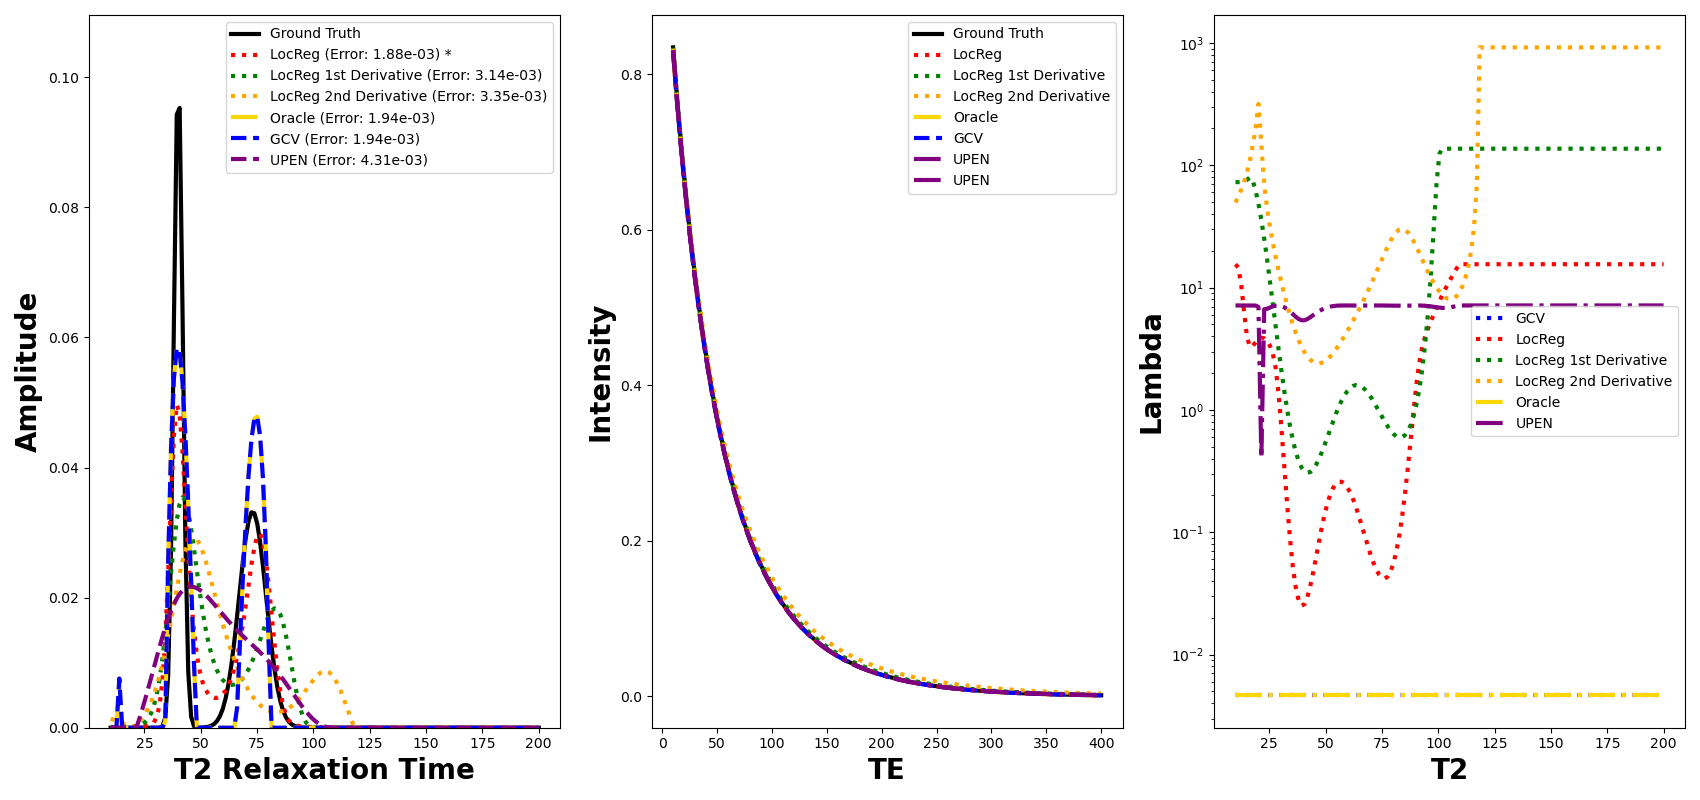 Amplitude
0.10
0.08
0.06
0.04
0.02
0.00
25 50 75 100 125 150 175 200
T2 Relaxation Time
Ground Truth
LocReg (Error: 1.88e-03) *
LocReg 1st Derivative (Error: 3.14e-03)
LocReg 2nd Derivative (Error: 3.35e-03)
Oracle (Error: 1.94e-03)
GCV (Error: 1.94e-03)
UPEN (Error: 4.31e-03)
Intensity
0.8
0.6
0.4
0.2
0.0
0 50 100 150 200 250 300 350 400
TE
Ground Truth
LocReg
LocReg 1st Derivative
LocReg 2nd Derivative
Oracle
GCV
UPEN
UPEN
Lambda
10³
10²
10¹
10⁰
10⁻¹
10⁻²
25 50 75 100 125 150 175 200
T2
GCV
LocReg
LocReg 1st Derivative
LocReg 2nd Derivative
Oracle
UPEN